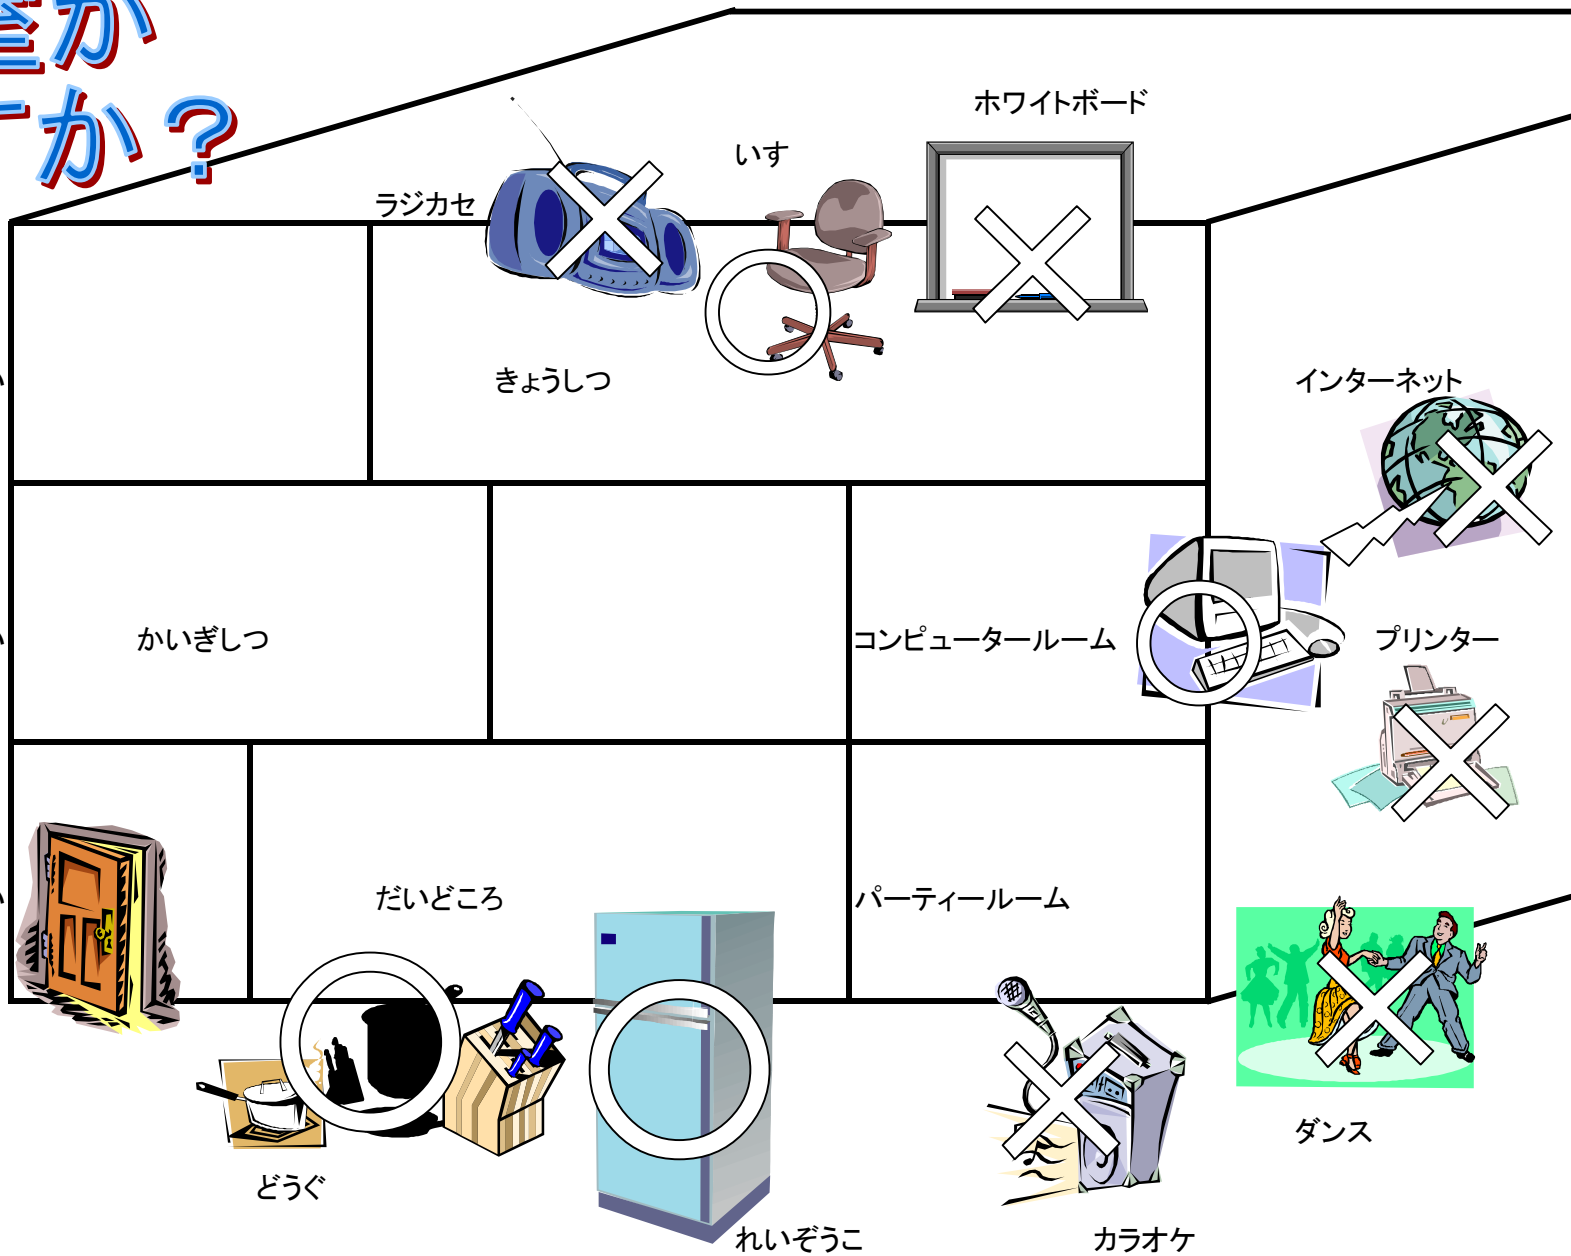 すか？
ホワイトボード
いす
ラジカセ
きょうしつ
インターネット
かいぎしつ
コンピュータールーム
プリンター
だいどころ
パーティールーム
ダンス
どうぐ
れいぞうこ
カラオケ